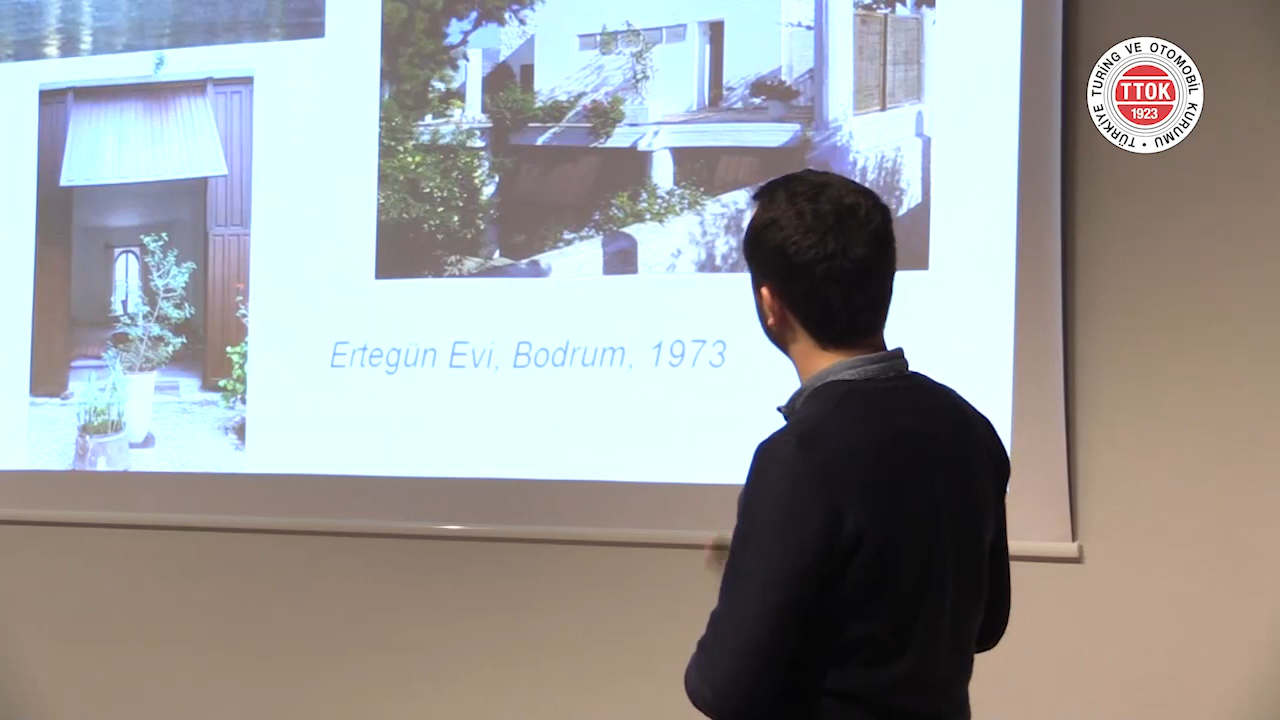 TÜRKİYE TURİNG VE OTOMOBİL KURUMU
TTOK
1923
Ertegün Evi, Bodrum, 1973